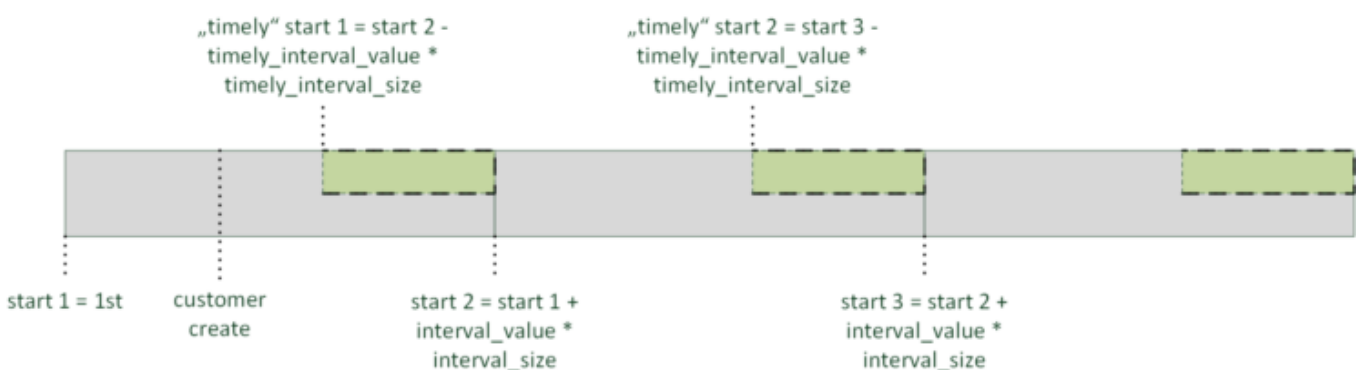 „timely“ start 1 = start 2 -
timely_interval_value *
timely_interval_size
„timely“ start 2 = start 3 -
timely_interval_value *
timely_interval_size
start 1 = 1st
customer
create
start 2 = start 1 +
interval_value *
interval_size
start 3 = start 2 +
interval_value *
interval_size